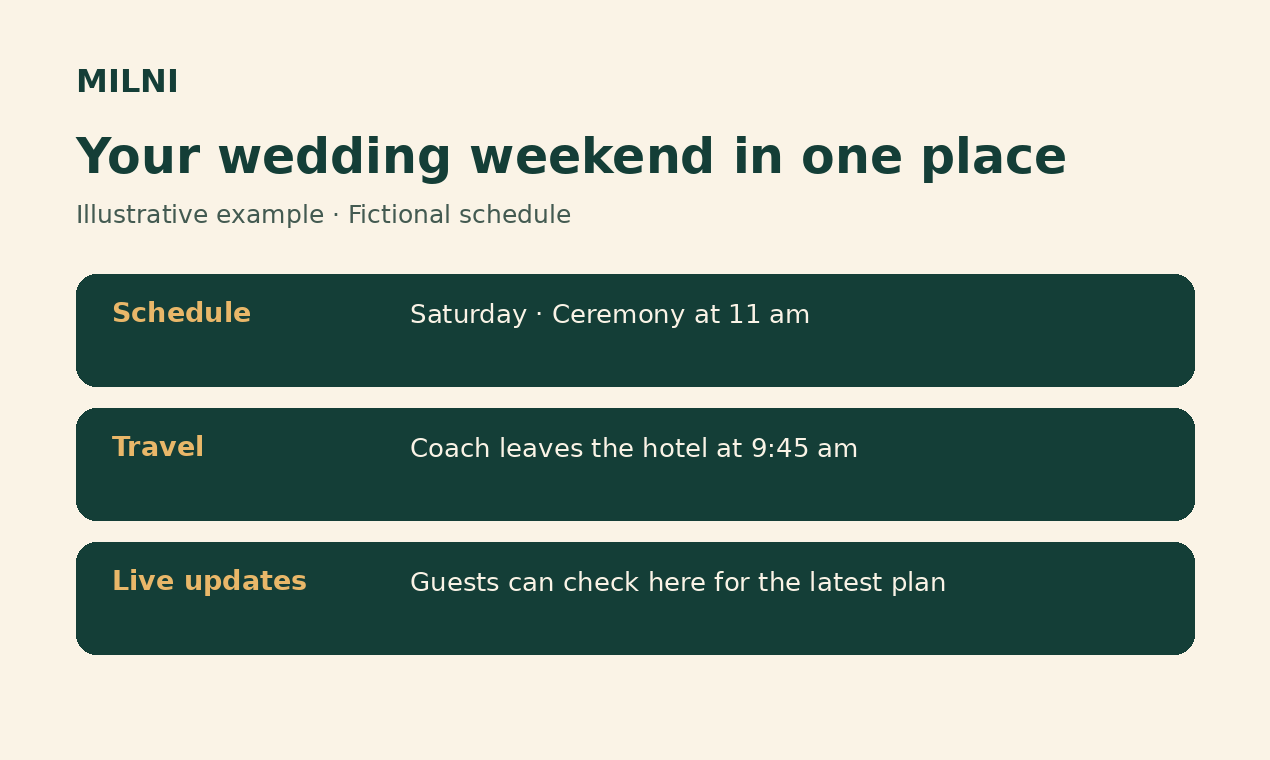 MILNI
Your wedding weekend in one place
Illustrative example · Fictional schedule
Schedule
Saturday · Ceremony at 11 am
Travel
Coach leaves the hotel at 9:45 am
Live updates
Guests can check here for the latest plan